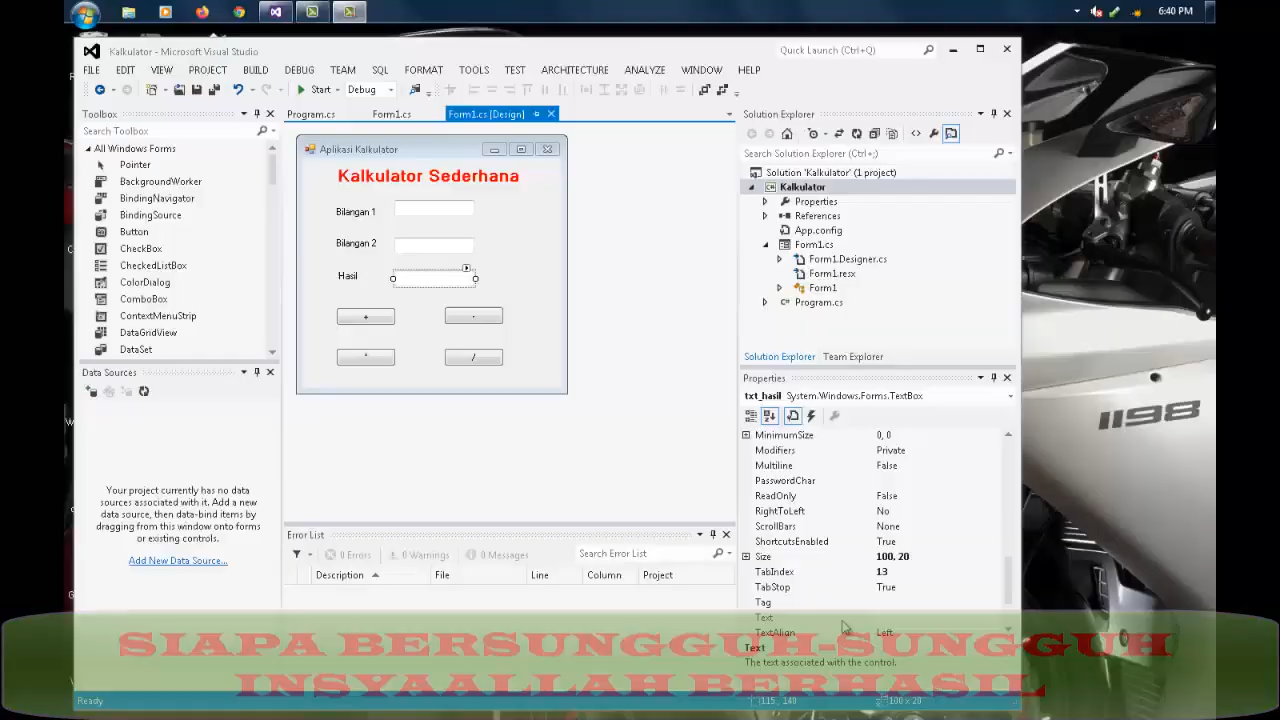 6:40 PM
Kalkulator - Microsoft Visual Studio
Quick Launch (Ctrl+Q)
FILE EDIT VIEW PROJECT BUILD DEBUG TEAM SQL FORMAT TOOLS TEST ARCHITECTURE ANALYZE WINDOW HELP
Start Debug
Toolbox
Search Toolbox
All Windows Forms
Pointer
BackgroundWorker
BindingNavigator
BindingSource
Button
CheckBox
CheckedListBox
ColorDialog
ComboBox
ContextMenuStrip
DataGridView
DataSet
Data Sources
Your project currently has no data
sources associated with it. Add a
new data source, then data-bind items by
dragging from this window onto forms
or existing controls.
Add New Data Source...
Program.cs Form1.cs Form1.cs [Design]
Aplikasi Kalkulator
Kalkulator Sederhana
Bilangan 1
Bilangan 2
Hasil
+ -
* /
Error List
0 Errors 0 Warnings 0 Messages Search Error List
Description File Line Column Project
Solution Explorer
Search Solution Explorer (Ctrl+;)
Solution 'Kalkulator' (1 project)
Kalkulator
Properties
References
App.config
Form1.cs
Form1.Designer.cs
Form1.resx
Form1
Program.cs
Solution Explorer Team Explorer
Properties
txt_hasil System.Windows.Forms.TextBox
MinimumSize 0, 0
Modifiers Private
Multiline False
PasswordChar
ReadOnly False
RightToLeft No
ScrollBars None
ShortcutsEnabled True
Size 100, 20
TabIndex 13
TabStop True
Tag
Text
TextAlign Left
Text
The text associated with the control.
SIAPA BERSUNGGUH-SUNGGUH
INSYAALLAH BERHASIL
Ready 115 , 140 100 x 20
1198